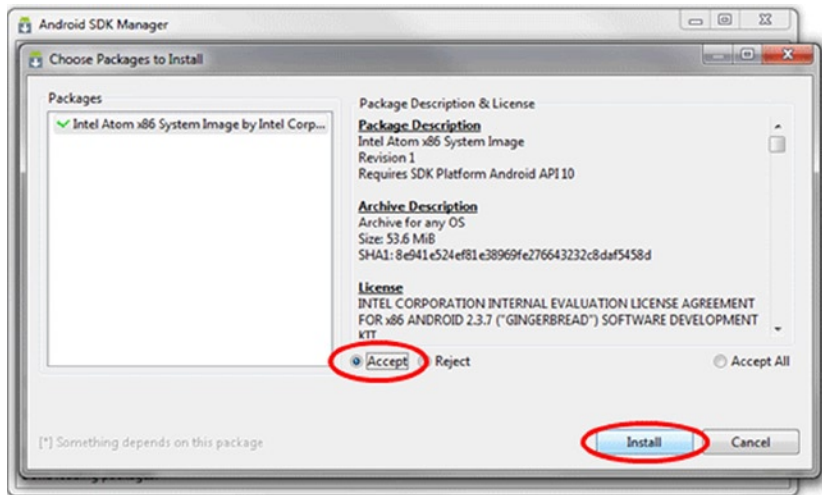 Android SDK Manager
Choose Packages to Install
Packages
Intel Atom x86 System Image by Intel Corp...
Package Description & License
Package Description
Intel Atom x86 System Image
Revision 1
Requires SDK Platform Android API 10
Archive Description
Archive for any OS
Size: 53.6 MiB
SHA1: 8e941e524ef81e38969fe276643232c8daf5458d
License
INTEL CORPORATION INTERNAL EVALUATION LICENSE AGREEMENT
FOR x86 ANDROID 2.3.7 ("GINGERBREAD") SOFTWARE DEVELOPMENT
KIT
Accept Reject Accept All
[*] Something depends on this package
Install Cancel